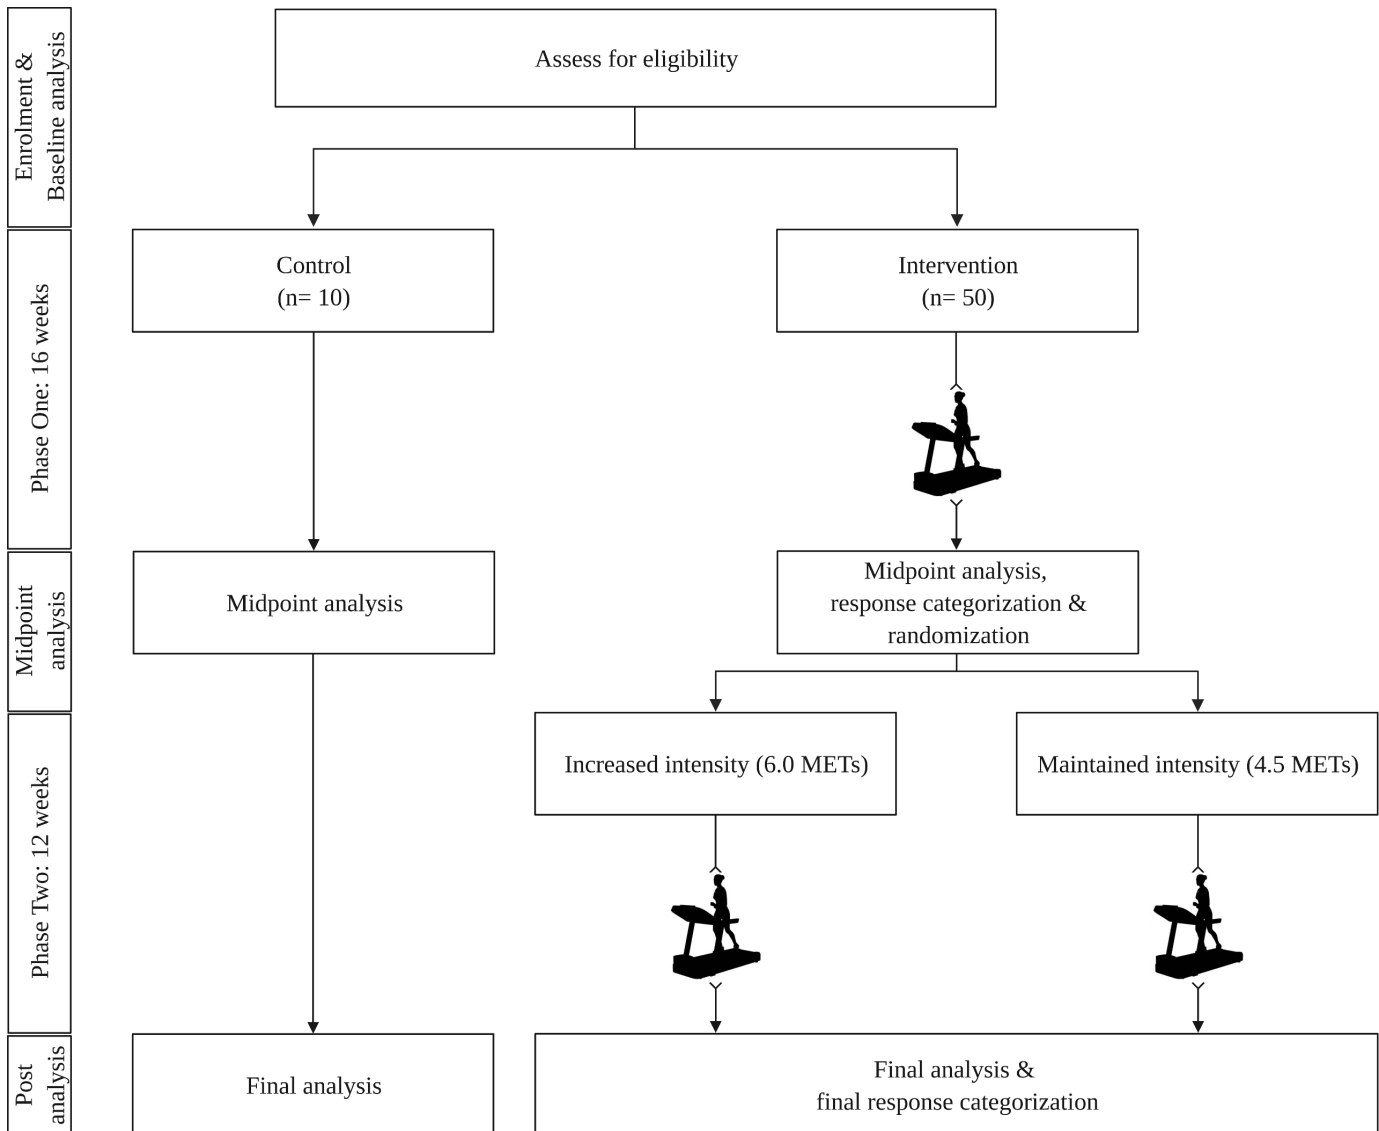 Enrolment &
Baseline analysis
Assess for eligibility
Phase One: 16 weeks
Control
(n= 10)
Intervention
(n= 50)
Midpoint
analysis
Midpoint analysis
Midpoint analysis,
response categorization &
randomization
Phase Two: 12 weeks
Increased intensity (6.0 METs)
Maintained intensity (4.5 METs)
Post
analysis
Final analysis
Final analysis &
final response categorization